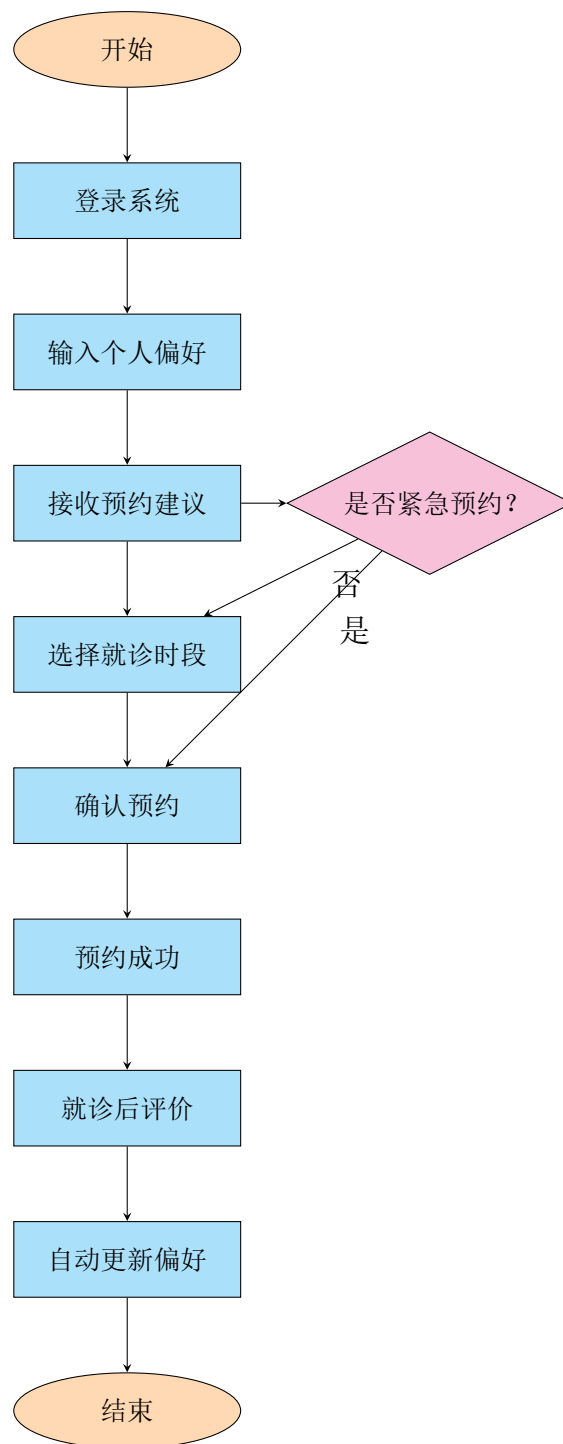 开始
登录系统
输入个人偏好
接收预约建议
是否紧急预约？
否
是
选择就诊时段
确认预约
预约成功
就诊后评价
自动更新偏好
结束